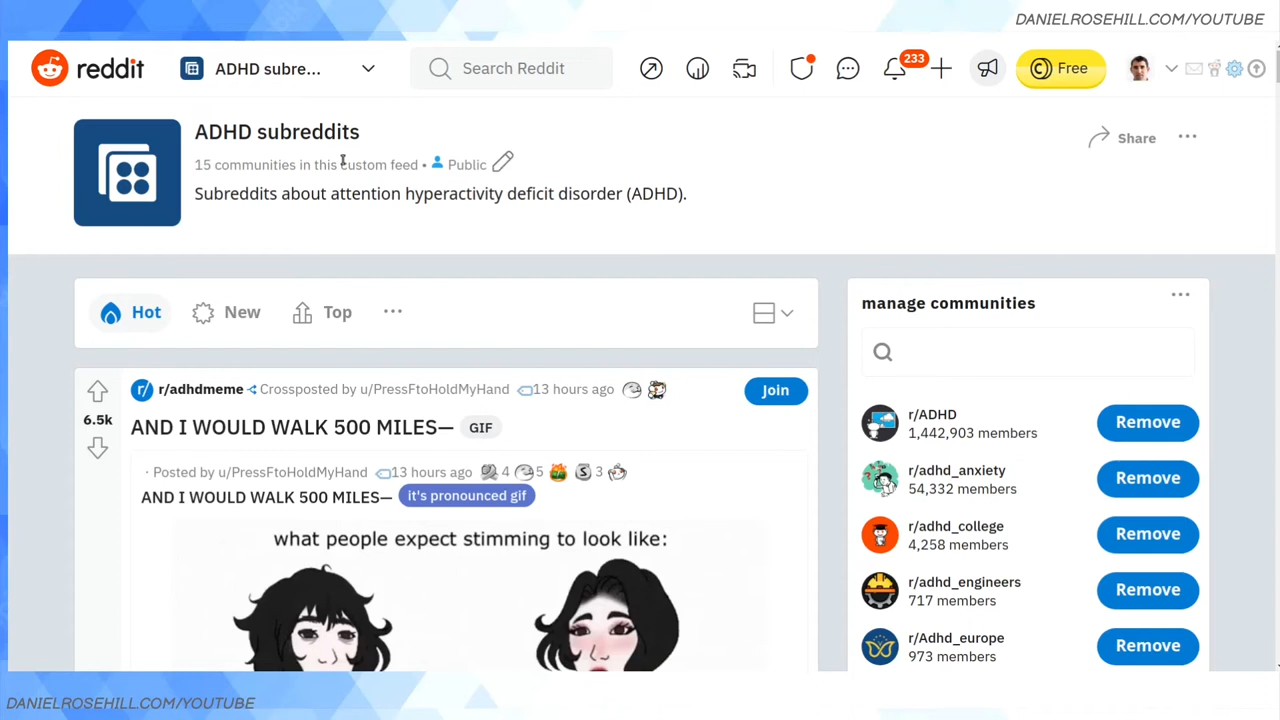 DANIELROSEHILL.COM/YOUTUBE
reddit
ADHD subre...
Search Reddit
233
Free
ADHD subreddits
15 communities in this custom feed • Public
Subreddits about attention hyperactivity deficit disorder (ADHD).
Share
Hot
New
Top
manage communities
r/adhdmeme Crossposted by u/PressFtoHoldMyHand 13 hours ago
Join
6.5k
AND I WOULD WALK 500 MILES— GIF
· Posted by u/PressFtoHoldMyHand 13 hours ago 4 5 3
AND I WOULD WALK 500 MILES— it's pronounced gif
what people expect stimming to look like:
r/ADHD
1,442,903 members
Remove
r/adhd_anxiety
54,332 members
Remove
r/adhd_college
4,258 members
Remove
r/adhd_engineers
717 members
Remove
r/Adhd_europe
973 members
Remove
DANIELROSEHILL.COM/YOUTUBE